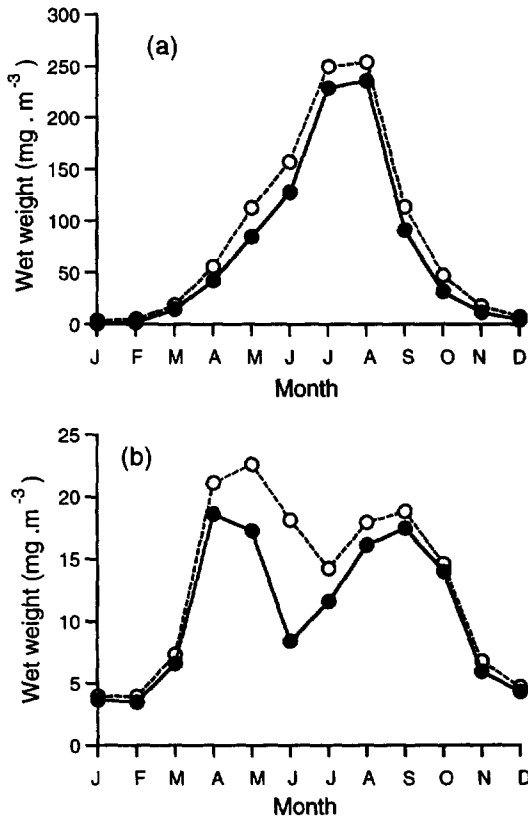 (a)
Wet weight (mg . m⁻³)
300
250
200
150
100
50
0
J F M A M J J A S O N D
Month
(b)
Wet weight (mg .m⁻³)
25
20
15
10
5
0
J F M A M J J A S O N D
Month